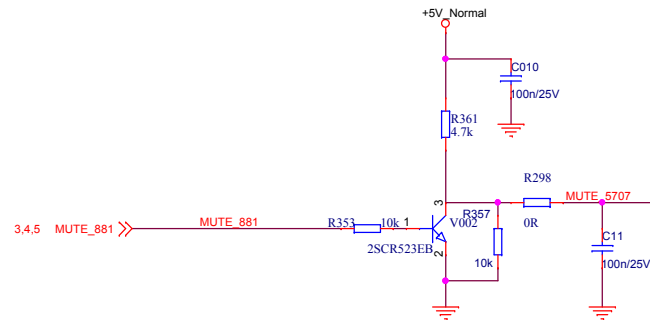 +5V_Normal
C010
100n/25V
R361
4.7k
R298
3
MUTE_5707
3,4,5 MUTE_881
MUTE_881
R353
10k
1
V002
R357
0R
2SCR523EB
2
10k
C11
100n/25V